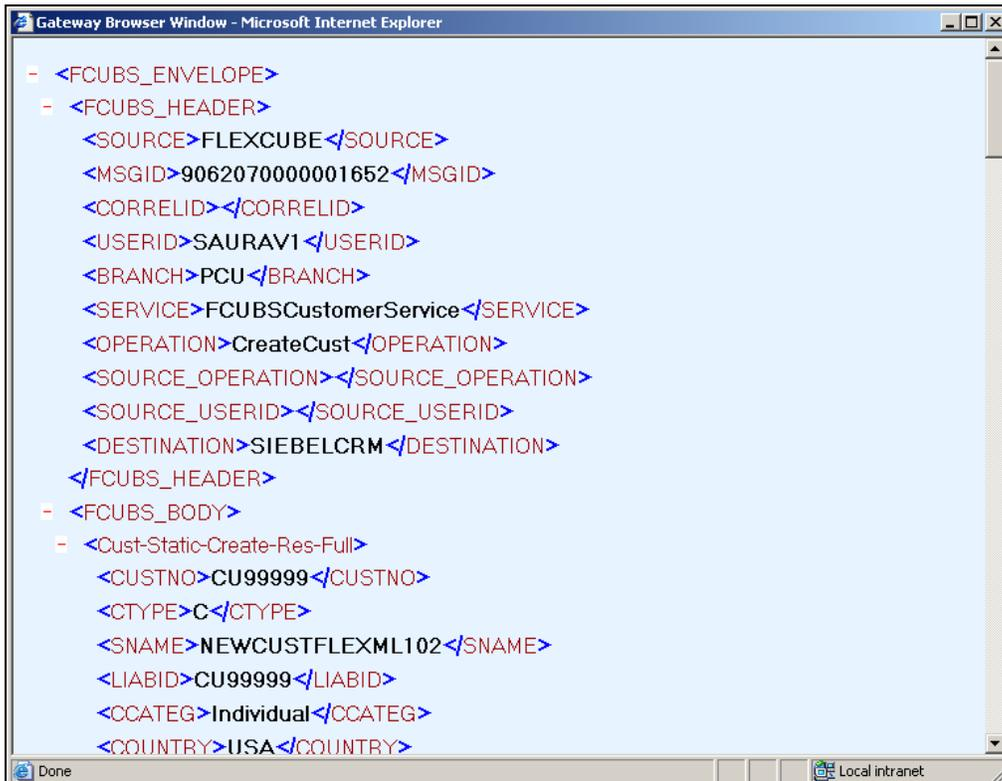 Gateway Browser Window - Microsoft Internet Explorer
- <FCUBS_ENVELOPE>
- <FCUBS_HEADER>
<SOURCE>FLEXCUBE</SOURCE>
<MSGID>9062070000001652</MSGID>
<CORRELID></CORRELID>
<USERID>SAURAV1</USERID>
<BRANCH>PCU</BRANCH>
<SERVICE>FCUBSCustomerService</SERVICE>
<OPERATION>CreateCust</OPERATION>
<SOURCE_OPERATION></SOURCE_OPERATION>
<SOURCE_USERID></SOURCE_USERID>
<DESTINATION>SIEBELCRM</DESTINATION>
</FCUBS_HEADER>
- <FCUBS_BODY>
- <Cust-Static-Create-Res-Full>
<CUSTNO>CU99999</CUSTNO>
<CTYPE>C</CTYPE>
<SNAME>NEWCUSTFLEXML102</SNAME>
<LIABID>CU99999</LIABID>
<CCATEG>Individual</CCATEG>
<COUNTRY>USA</COUNTRY>
Done
Local intranet